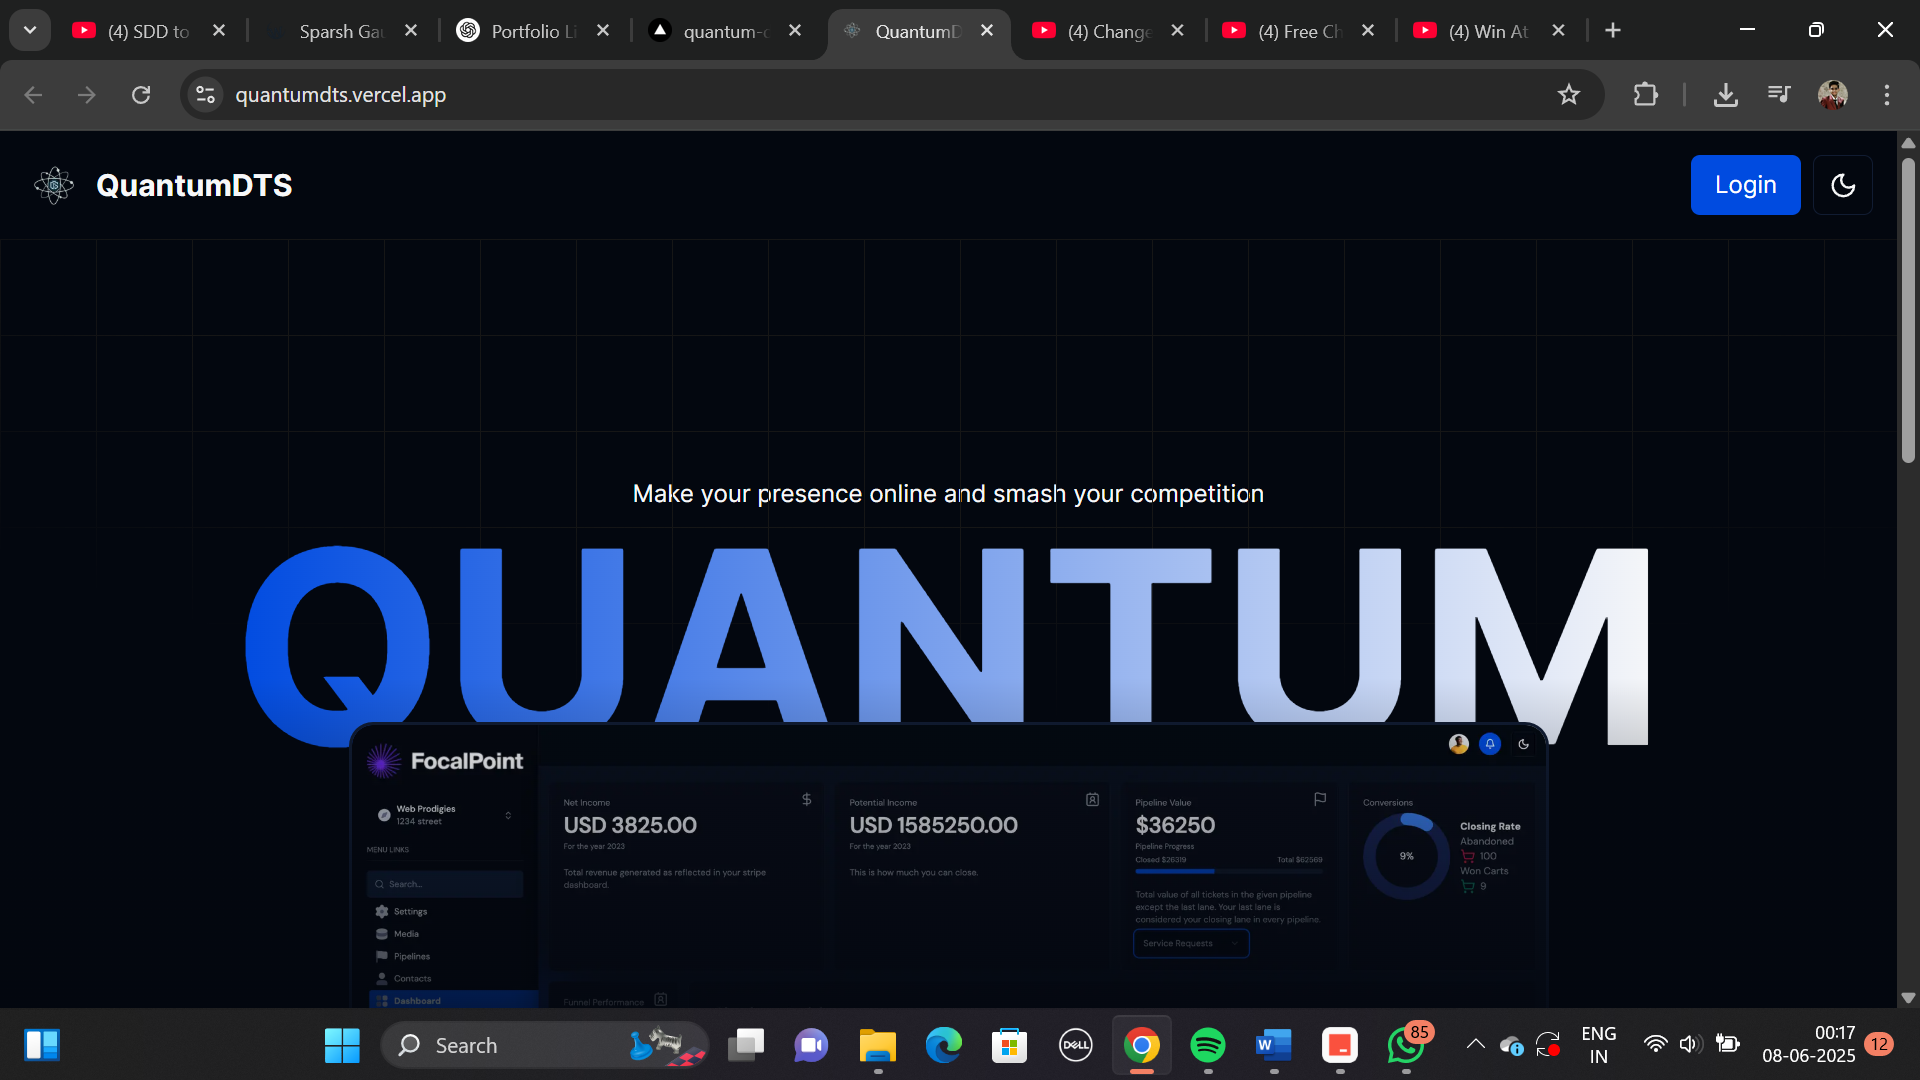 (4) SDD to
Sparsh Gau
Portfolio Li
quantum-c
QuantumD
(4) Change
(4) Free Ch
(4) Win At
quantumdts.vercel.app
QuantumDTS
Login
Make your presence online and smash your competition
QUANTUM
FocalPoint
Web Prodigies
1234 street
MENU LINKS
Search...
Settings
Media
Pipelines
Contacts
Dashboard
Net Income
USD 3825.00
For the year 2023
Total revenue generated as reflected in your stripe
dashboard.
Potential Income
USD 1585250.00
For the year 2023
This is how much you can close.
Pipeline Value
$36250
Pipeline Progress
Closed $26319 Total $62569
Total value of all tickets in the given pipeline
except the last lane. Your last lane is
considered your closing lane in every pipeline.
Service Requests
Conversions
9%
Closing Rate
Abandoned
100
Won Carts
9
Funnel Performance
Search
DELL
W
85
ENG
IN
00:17
08-06-2025
12